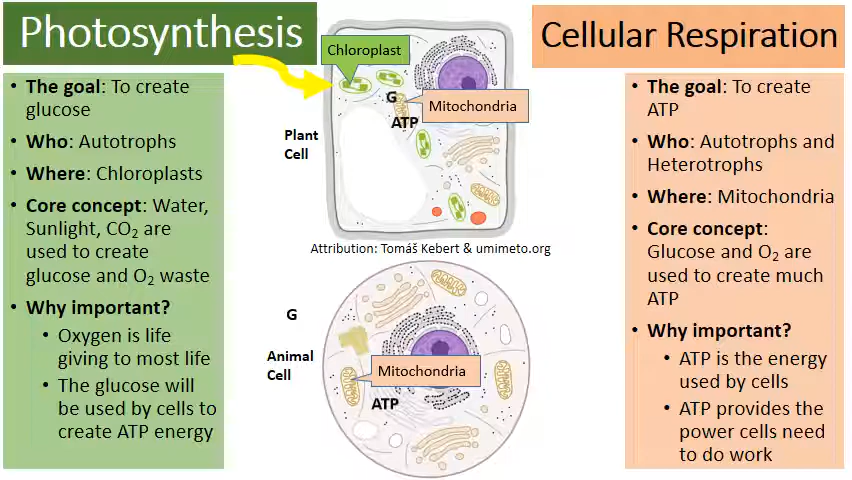 Photosynthesis
• The goal: To create
glucose
• Who: Autotrophs
• Where: Chloroplasts
• Core concept: Water,
Sunlight, CO₂ are
used to create
glucose and O₂ waste
• Why important?
• Oxygen is life
giving to most life
• The glucose will
be used by cells to
create ATP energy
Chloroplast
G
Mitochondria
ATP
Plant
Cell
Attribution: Tomáš Kebert & umimeto.org
G
Animal
Cell
Mitochondria
ATP
Cellular Respiration
• The goal: To create
ATP
• Who: Autotrophs and
Heterotrophs
• Where: Mitochondria
• Core concept:
Glucose and O₂ are
used to create much
ATP
• Why important?
• ATP is the energy
used by cells
• ATP provides the
power cells need
to do work